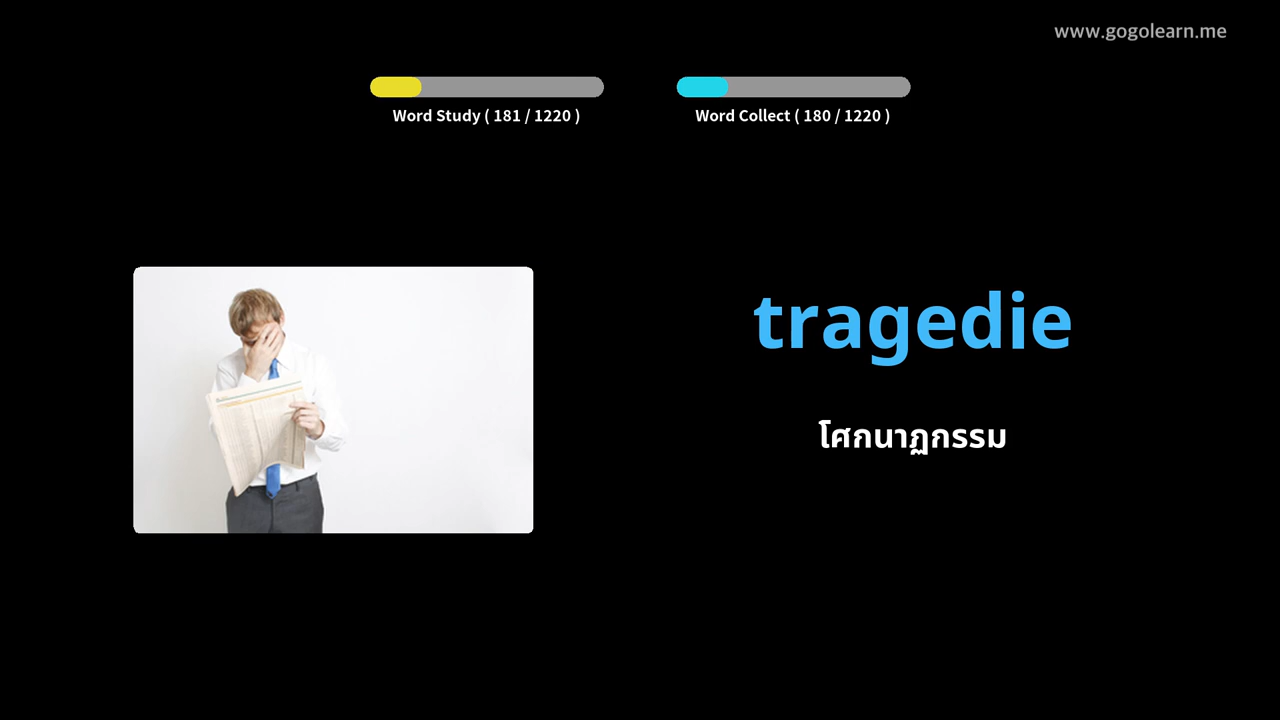 www.gogolearn.me
Word Study ( 181 / 1220 )
Word Collect ( 180 / 1220 )
tragedie
โศกนาฏกรรม